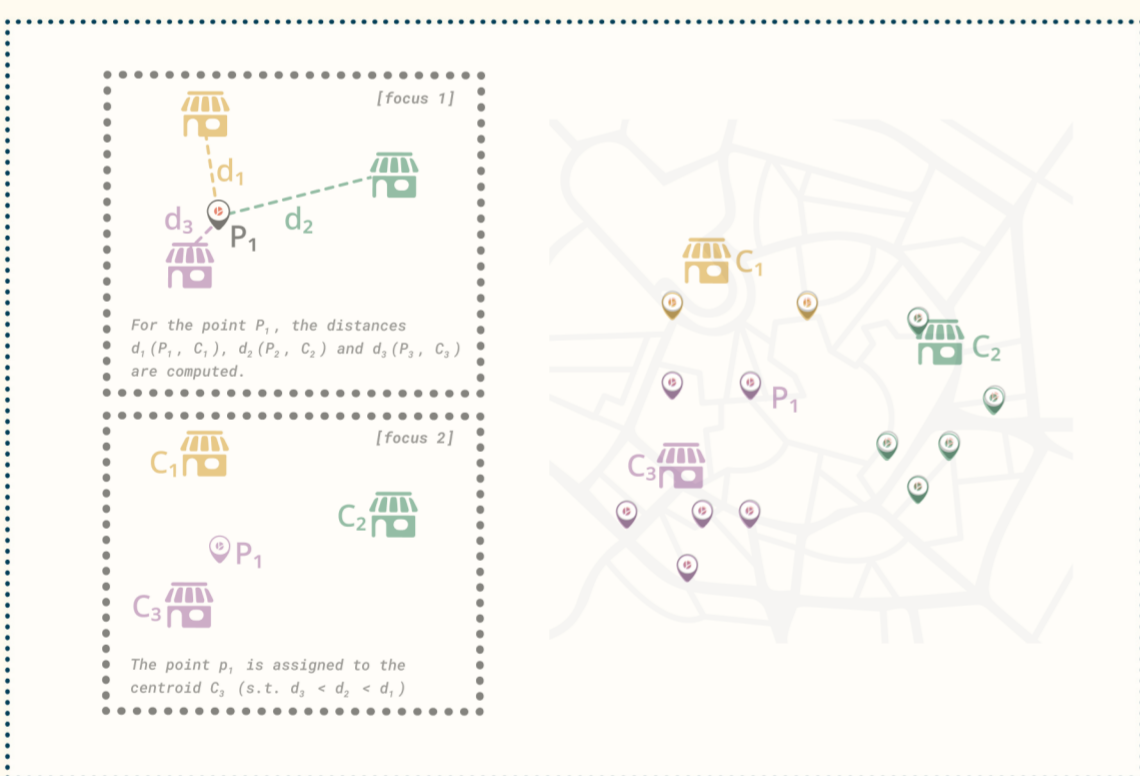 [focus 1]
d₁
d₃
d₂
P₁
For the point P₁, the distances
d₁(P₁, C₁), d₂(P₂, C₂) and d₃(P₃, C₃)
are computed.
[focus 2]
C₁
C₂
P₁
C₃
The point p₁ is assigned to the
centroid C₃ (s.t. d₃ < d₂ < d₁)
C₁
C₂
P₁
C₃